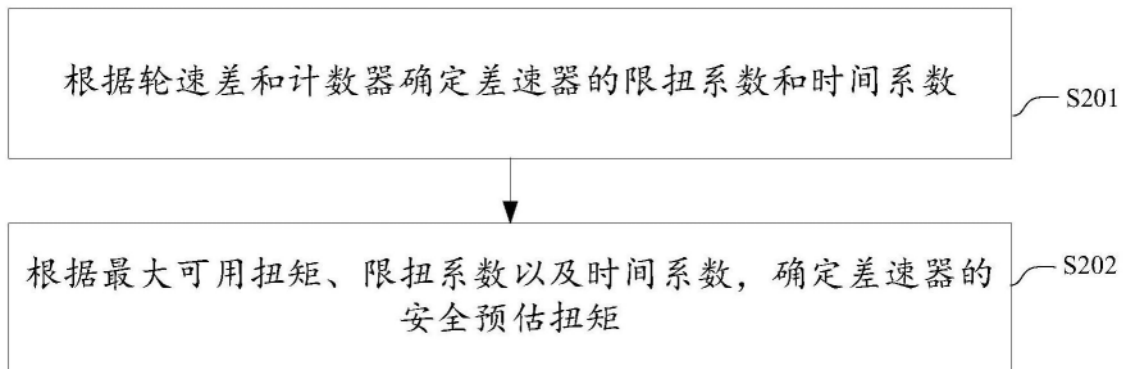 根据轮速差和计数器确定差速器的限扭系数和时间系数
S201
根据最大可用扭矩、限扭系数以及时间系数，确定差速器的
安全预估扭矩
S202